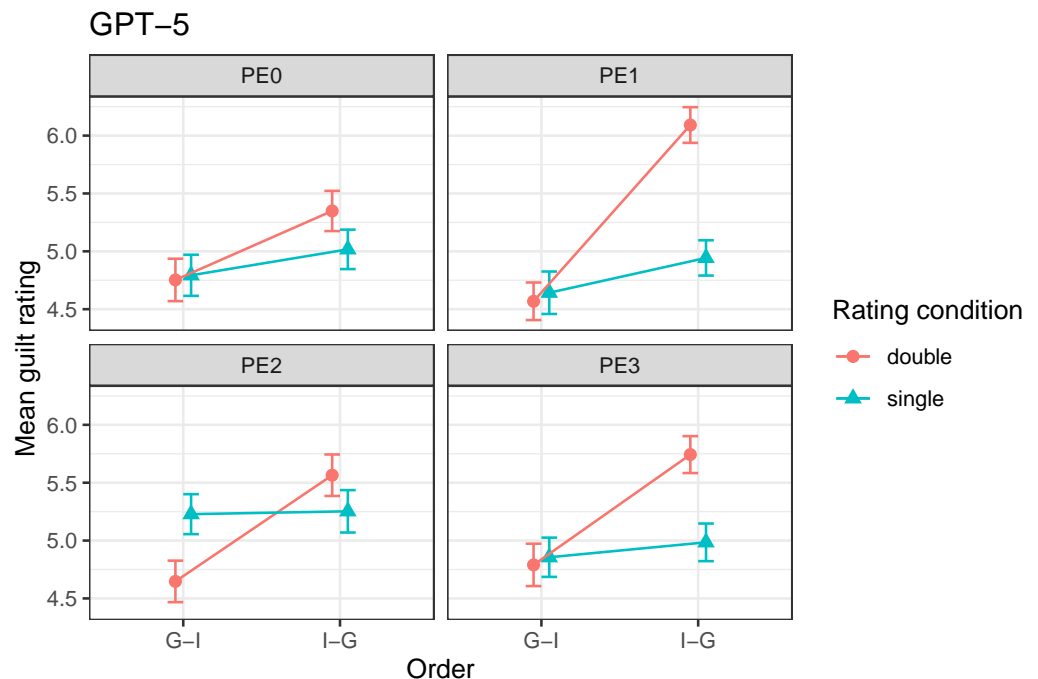 GPT−5
PE0
PE1
6.0
5.5
5.0
4.5
PE2
PE3
6.0
5.5
5.0
4.5
G−I
I−G
G−I
I−G
Order
Mean guilt rating
Rating condition
double
single